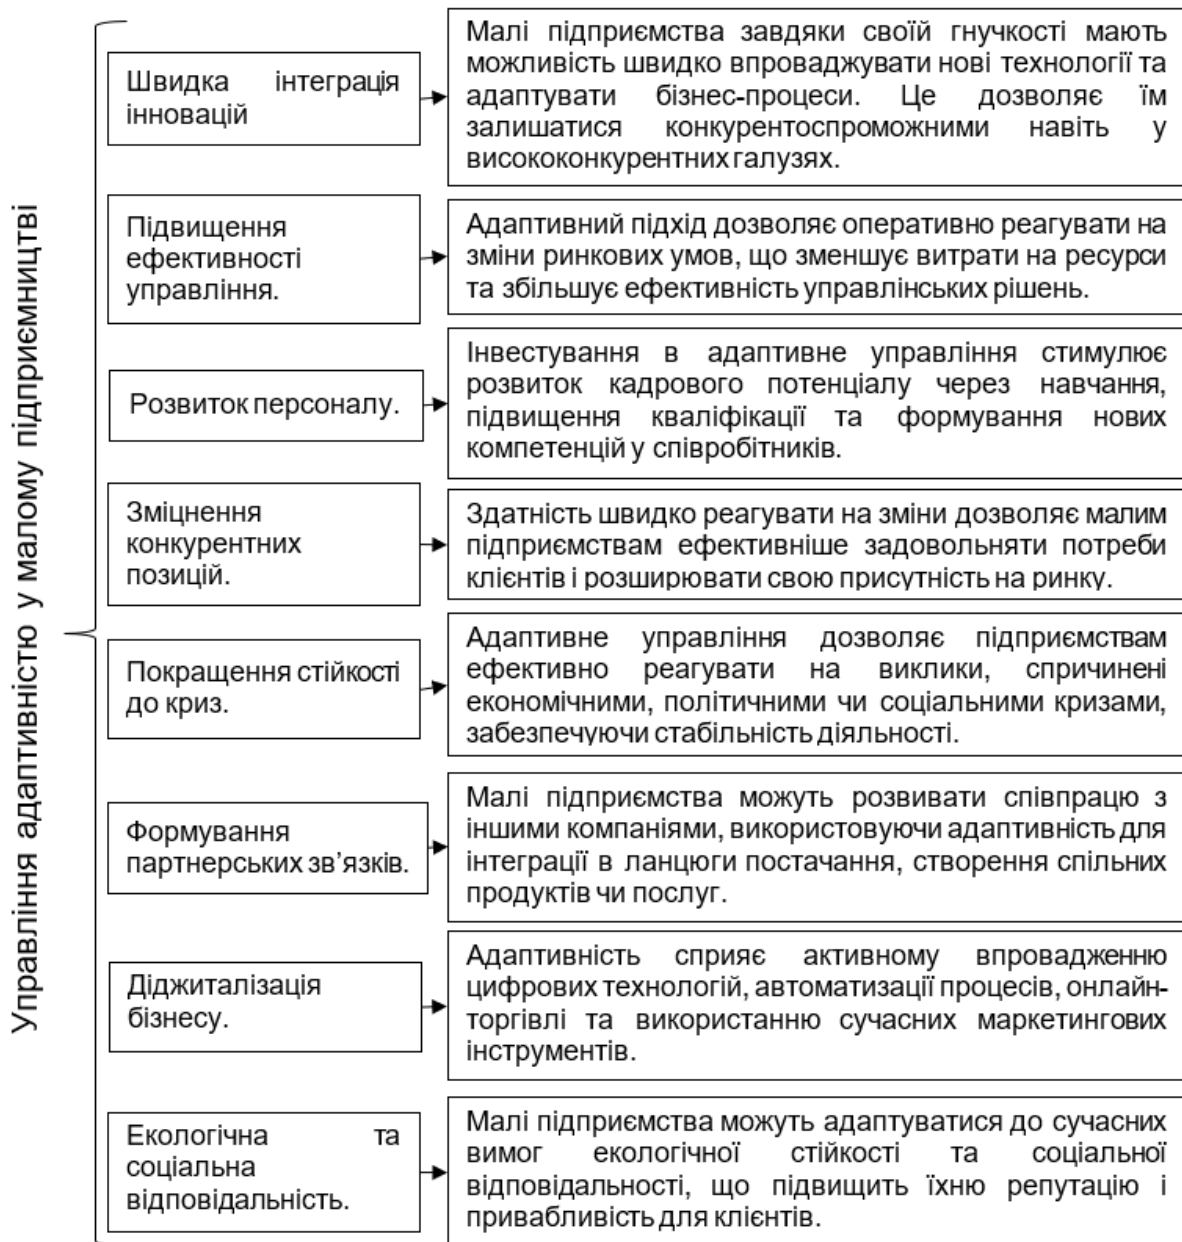 Управління адаптивністю у малому підприємництві
Швидка інтеграція
інновацій
Малі підприємства завдяки своїй гнучкості мають
можливість швидко впроваджувати нові технології та
адаптувати бізнес-процеси. Це дозволяє їм
залишатися конкурентоспроможними навіть у
висококонкурентних галузях.
Підвищення
ефективності
управління.
Адаптивний підхід дозволяє оперативно реагувати на
зміни ринкових умов, що зменшує витрати на ресурси
та збільшує ефективність управлінських рішень.
Розвиток персоналу.
Інвестування в адаптивне управління стимулює
розвиток кадрового потенціалу через навчання,
підвищення кваліфікації та формування нових
компетенцій у співробітників.
Зміцнення
конкурентних
позицій.
Здатність швидко реагувати на зміни дозволяє малим
підприємствам ефективніше задовольняти потреби
клієнтів і розширювати свою присутність на ринку.
Покращення стійкості
до криз.
Адаптивне управління дозволяє підприємствам
ефективно реагувати на виклики, спричинені
економічними, політичними чи соціальними кризами,
забезпечуючи стабільність діяльності.
Формування
партнерських зв’язків.
Малі підприємства можуть розвивати співпрацю з
іншими компаніями, використовуючи адаптивність для
інтеграції в ланцюги постачання, створення спільних
продуктів чи послуг.
Діджиталізація
бізнесу.
Адаптивність сприяє активному впровадженню
цифрових технологій, автоматизації процесів, онлайн-
торгівлі та використанню сучасних маркетингових
інструментів.
Екологічна та
соціальна
відповідальність.
Малі підприємства можуть адаптуватися до сучасних
вимог екологічної стійкості та соціальної
відповідальності, що підвищить їхню репутацію і
привабливість для клієнтів.